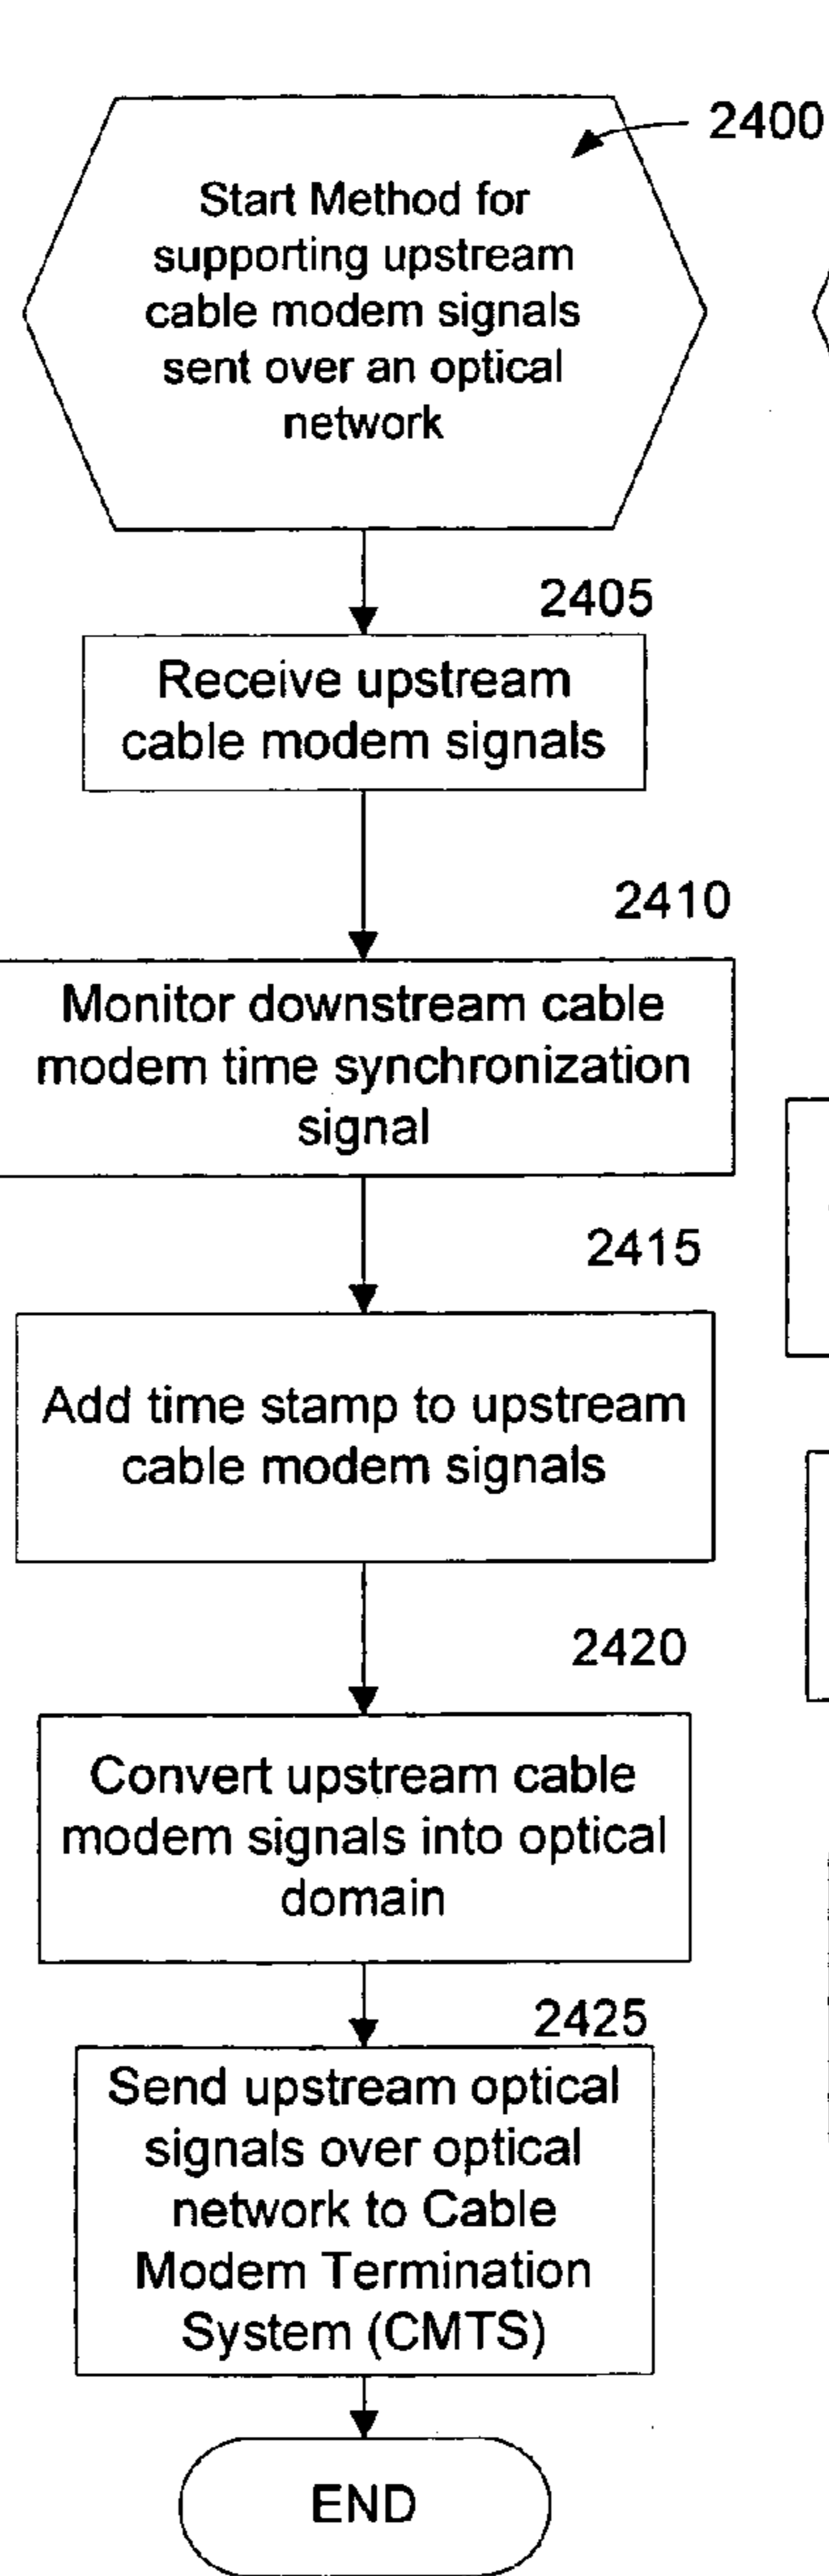 2400
Start Method for
supporting upstream
cable modem signals
sent over an optical
network
2405
Receive upstream
cable modem signals
2410
Monitor downstream cable
modem time synchronization
signal
2415
Add time stamp to upstream
cable modem signals
2420
Convert upstream cable
modem signals into optical
domain
2425
Send upstream optical
signals over optical
network to Cable
Modem Termination
System (CMTS)
END